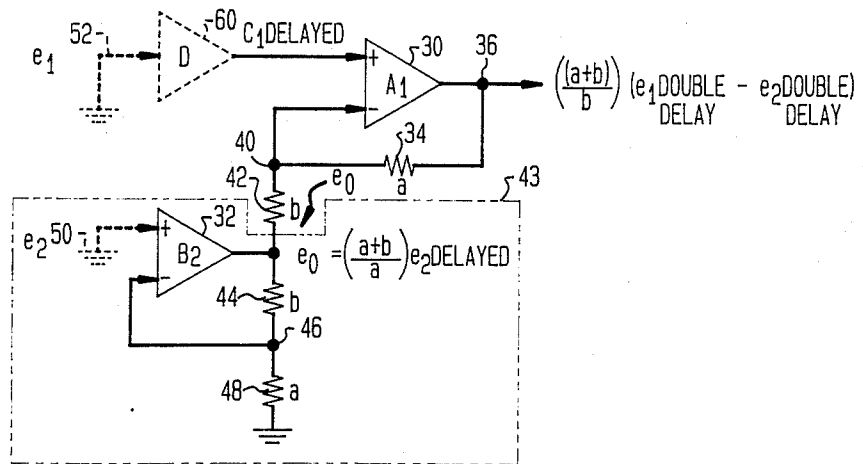 60
52
C1DELAYED
30
e1
D
+
A1
36
−
((a+b)/b) (e1DOUBLE DELAY − e2DOUBLE DELAY)
34
40
a
42
e0
43
b
32
e2 50
+
B2
−
e0 = (a+b/a) e2DELAYED
44
b
46
48
a